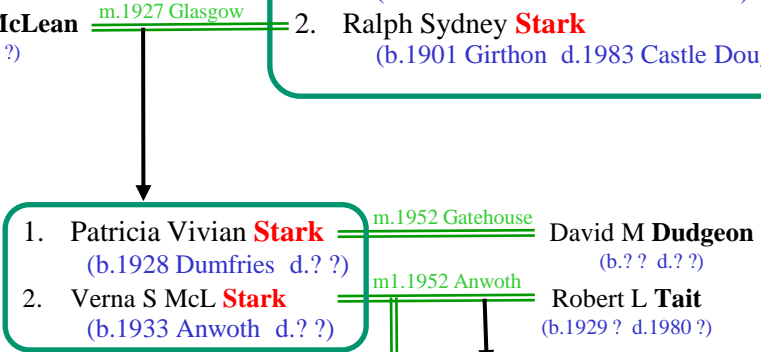 McLean m.1927 Glasgow 2. Ralph Sydney Stark
?) (b.1901 Girthon d.1983 Castle
1. Patricia Vivian Stark m.1952 Gatehouse David M Dudgeon
(b.1928 Dumfries d.? ?) (b.? ? d.? ?)
2. Verna S McL Stark m1.1952 Anwoth Robert L Tait
(b.1933 Anwoth d.? ?) (b.1929 ? d.1980 ?)